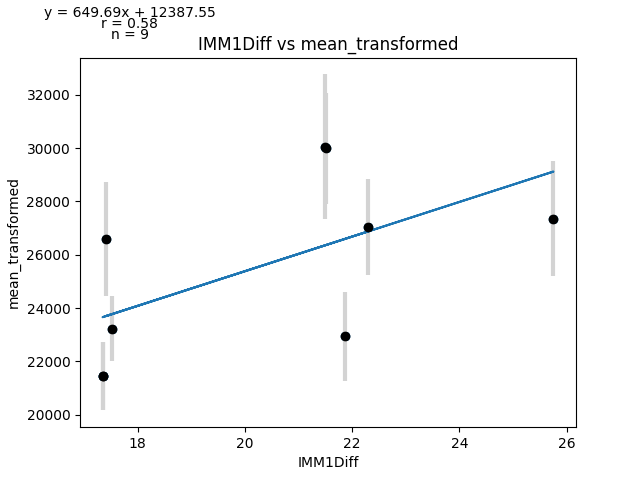 y = 649.69x + 12387.55
r = 0.58
n = 9
IMM1Diff vs mean_transformed
32000
30000
28000
26000
24000
22000
20000
mean_transformed
18 20 22 24 26
IMM1Diff